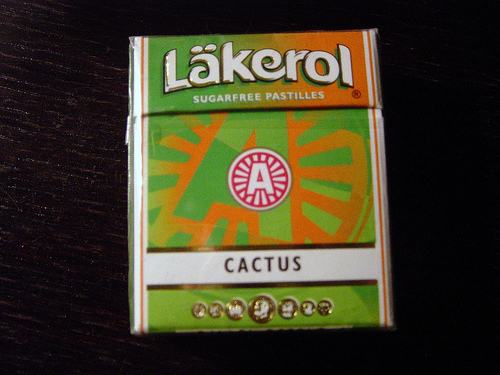 Läkerol
SUGARFREE PASTILLES ®
A
CACTUS